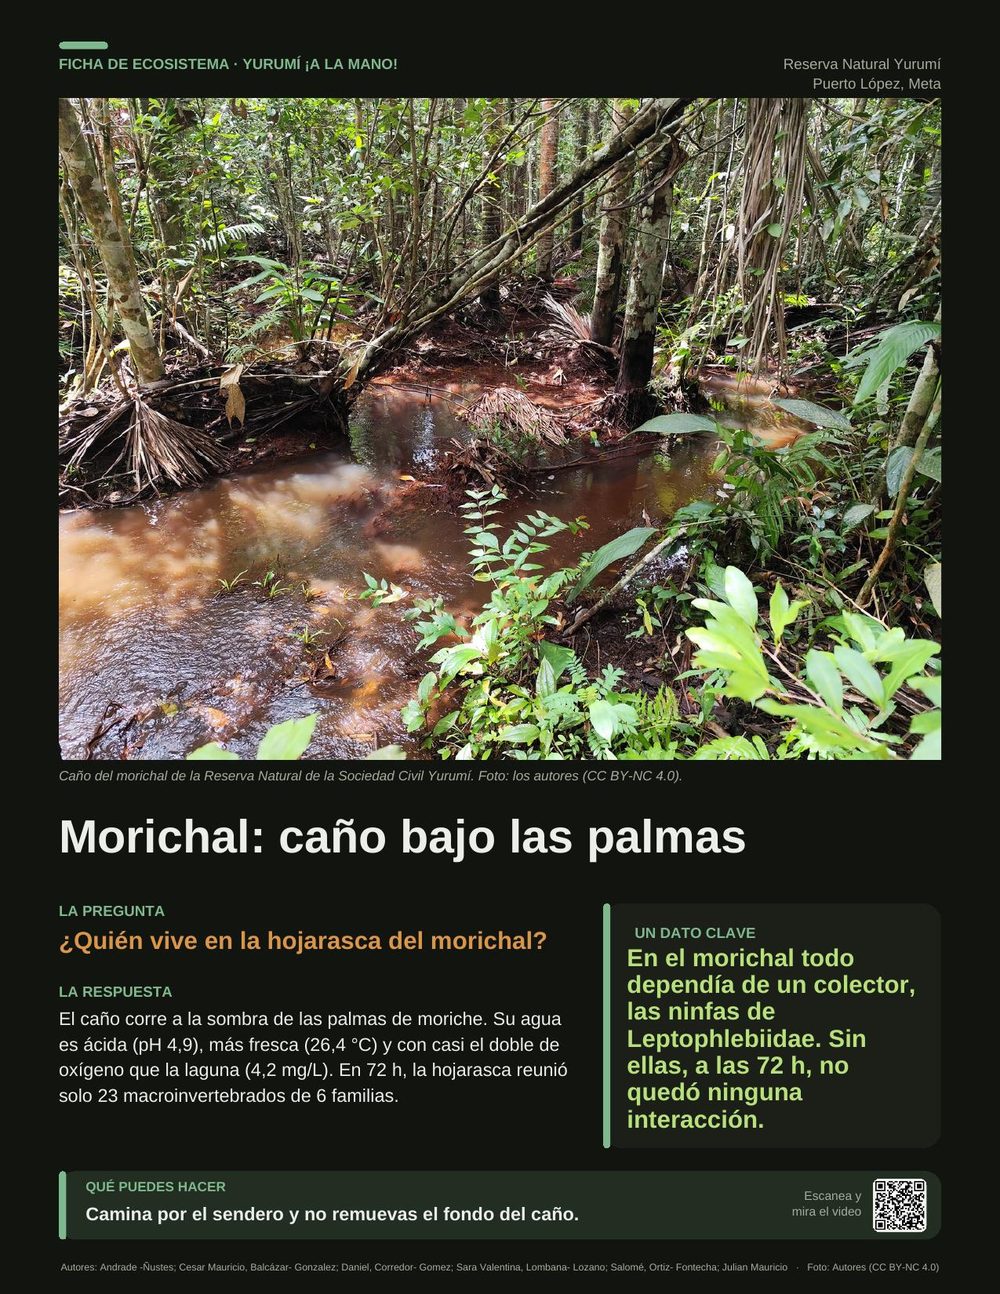 FICHA DE ECOSISTEMA · YURUMÍ ¡A LA MANO!
Reserva Natural Yurumí
Puerto López, Meta
Caño del morichal de la Reserva Natural de la Sociedad Civil Yurumí. Foto: los autores (CC BY-NC 4.0).
Morichal: caño bajo las palmas
LA PREGUNTA
¿Quién vive en la hojarasca del morichal?
LA RESPUESTA
El caño corre a la sombra de las palmas de moriche. Su agua
es ácida (pH 4,9), más fresca (26,4 °C) y con casi el doble de
oxígeno que la laguna (4,2 mg/L). En 72 h, la hojarasca reunió
solo 23 macroinvertebrados de 6 familias.
UN DATO CLAVE
En el morichal todo
dependía de un colector,
las ninfas de
Leptophlebiidae. Sin
ellas, a las 72 h, no
quedó ninguna
interacción.
QUÉ PUEDES HACER
Camina por el sendero y no remuevas el fondo del caño.
Escanea y
mira el video
Autores: Andrade -Ñustes; Cesar Mauricio, Balcázar- Gonzalez; Daniel, Corredor- Gomez; Sara Valentina, Lombana- Lozano; Salomé, Ortiz- Fontecha; Julian Mauricio · Foto: Autores (CC BY-NC 4.0)